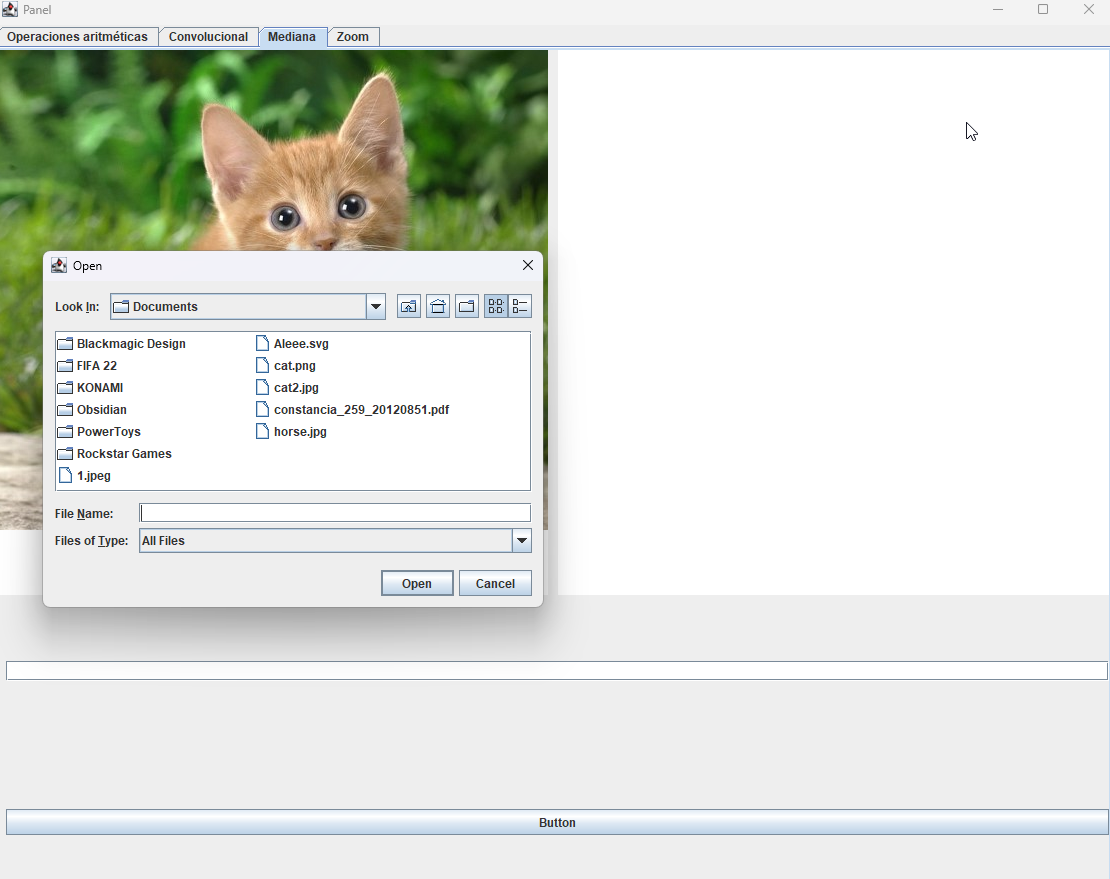 Panel
Operaciones aritméticas Convolucional Mediana Zoom
Open
Look In: Documents
Blackmagic Design
FIFA 22
KONAMI
Obsidian
PowerToys
Rockstar Games
1.jpeg
Aleee.svg
cat.png
cat2.jpg
constancia_259_20120851.pdf
horse.jpg
File Name:
Files of Type: All Files
Open Cancel
Button